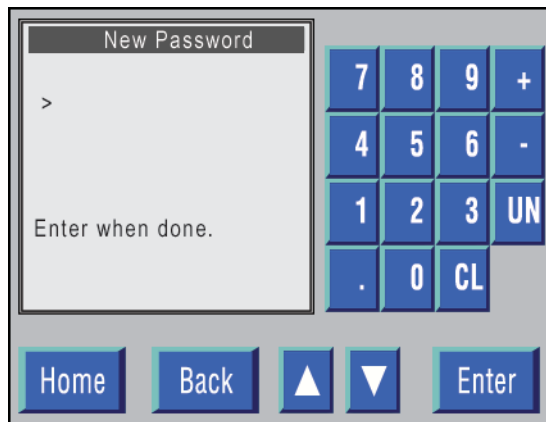 New Password
>
Enter when done.
7 8 9 +
4 5 6 -
1 2 3 UN
. 0 CL
Home Back ▲ ▼ Enter